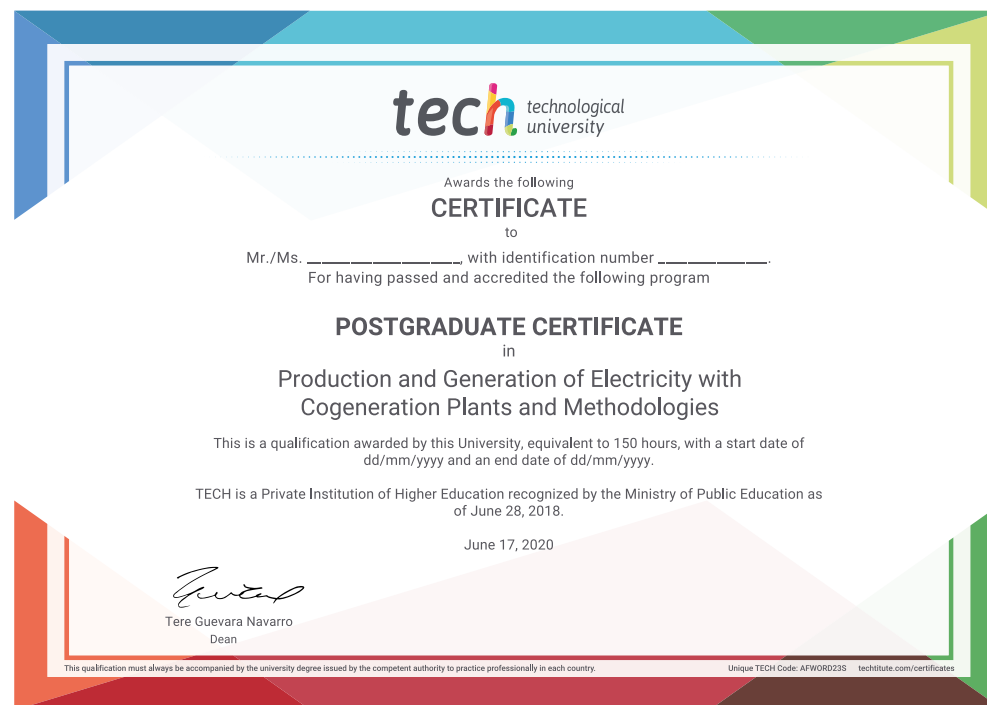 tech technological
university
Awards the following
CERTIFICATE
to
Mr./Ms. ____________________, with identification number ______________.
For having passed and accredited the following program
POSTGRADUATE CERTIFICATE
in
Production and Generation of Electricity with
Cogeneration Plants and Methodologies
This is a qualification awarded by this University, equivalent to 150 hours, with a start date of
dd/mm/yyyy and an end date of dd/mm/yyyy.
TECH is a Private Institution of Higher Education recognized by the Ministry of Public Education as
of June 28, 2018.
June 17, 2020
Tere Guevara Navarro
Dean
This qualification must always be accompanied by the university degree issued by the competent authority to practice professionally in each country.
Unique TECH Code: AFWORD23S techtitute.com/certificates